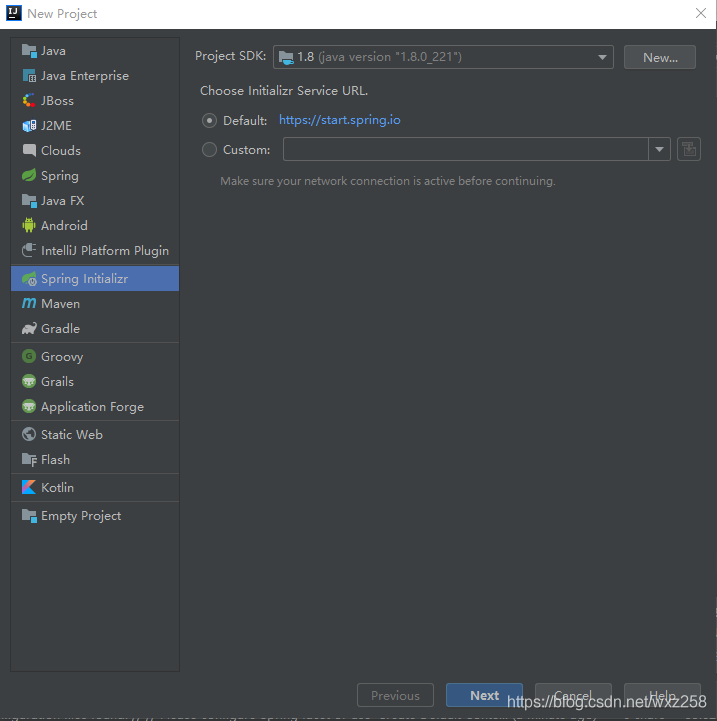 New Project
Java
Java Enterprise
JBoss
J2ME
Clouds
Spring
Java FX
Android
IntelliJ Platform Plugin
Spring Initializr
Maven
Gradle
Groovy
Grails
Application Forge
Static Web
Flash
Kotlin
Empty Project
Project SDK: 1.8 (java version "1.8.0_221") New...
Choose Initializr Service URL.
Default: https://start.spring.io
Custom:
Make sure your network connection is active before continuing.
Previous Next Cancel Help
https://blog.csdn.net/wxz258